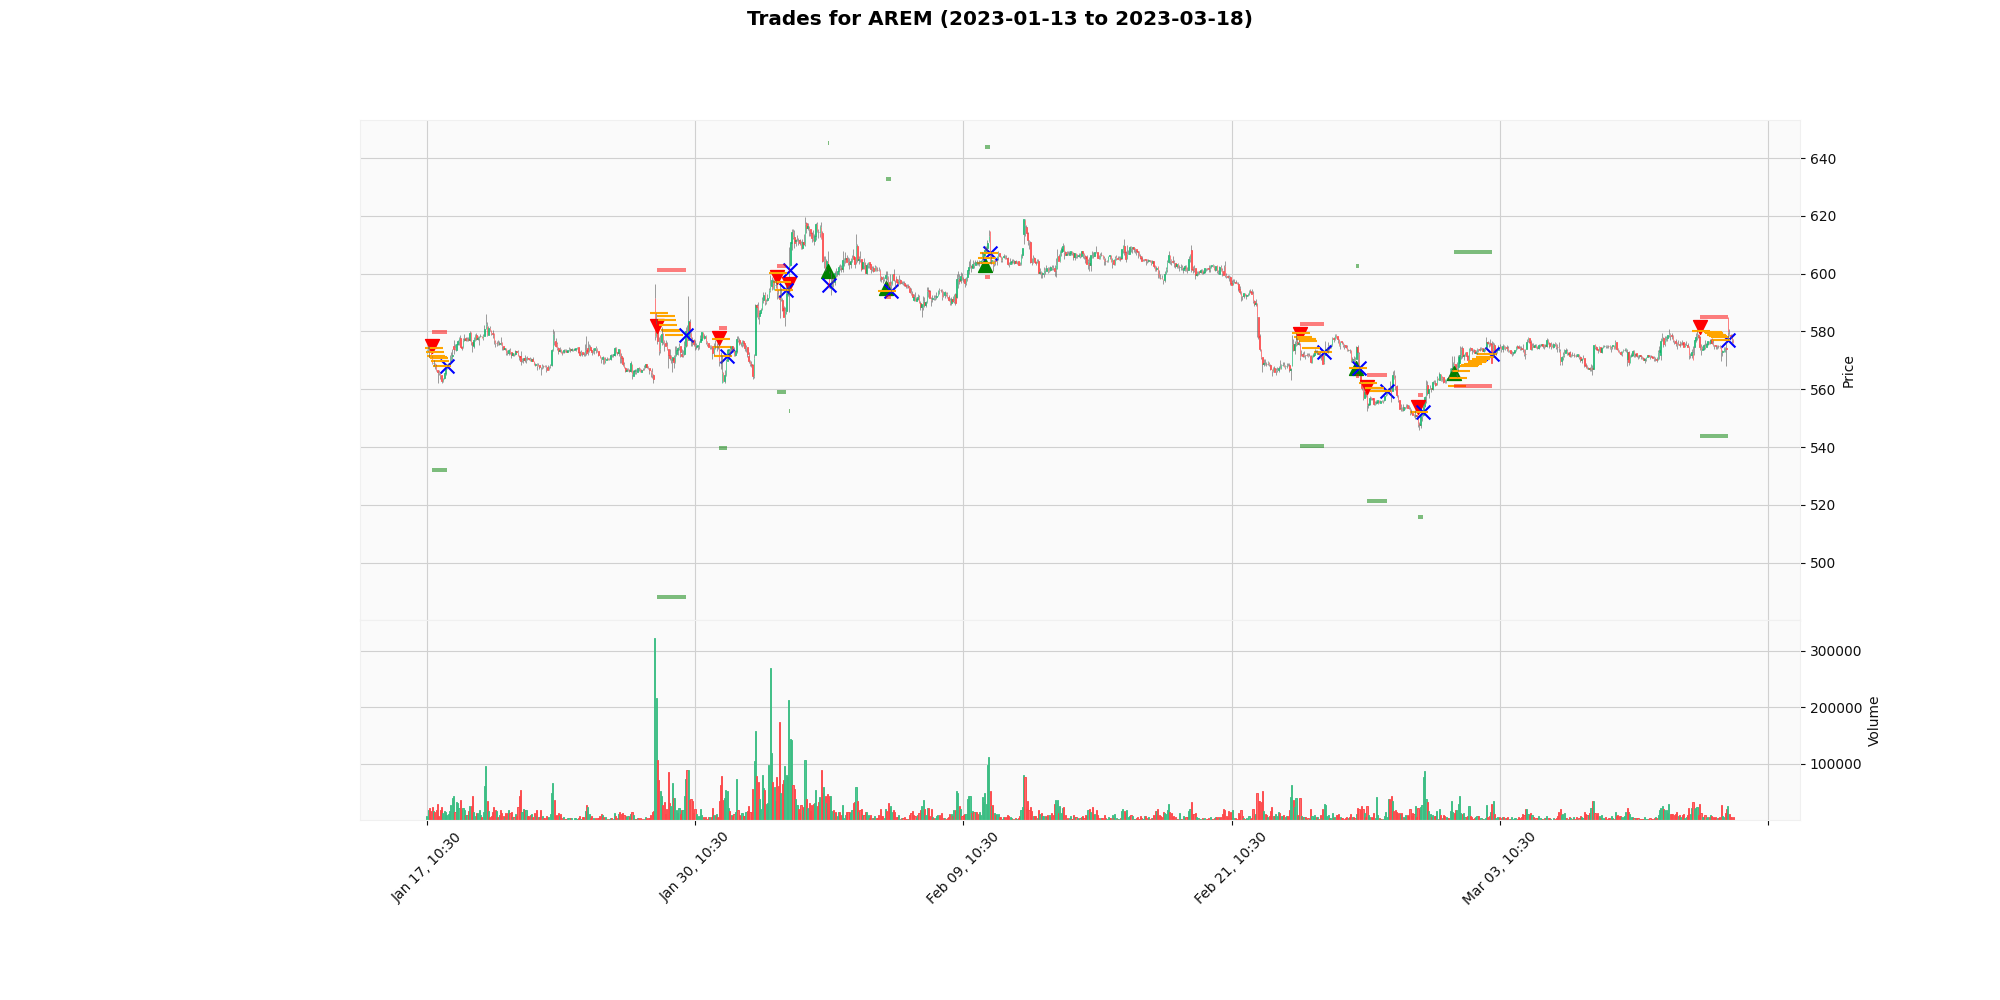 Trades for AREM (2023-01-13 to 2023-03-18)
640
620
600
580
560
540
520
500
Price
300000
200000
100000
Volume
Jan 17, 10:30
Jan 30, 10:30
Feb 09, 10:30
Feb 21, 10:30
Mar 03, 10:30